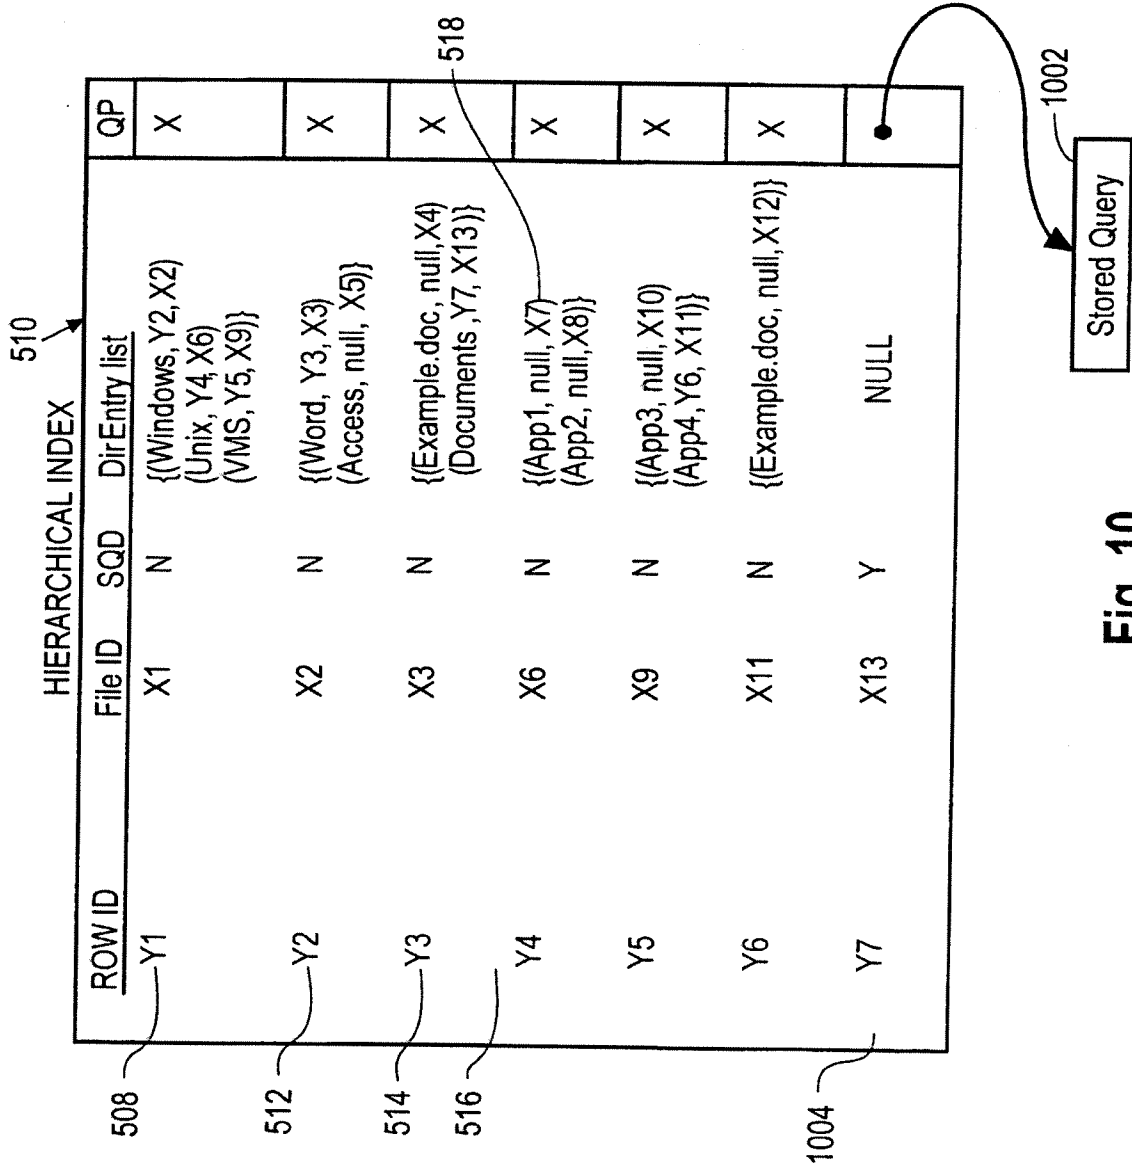 HIERARCHICAL INDEX
510
ROW ID File ID SQD DirEntry list QP
508 Y1 X1 N {(Windows, Y2, X2) X
(Unix, Y4, X6)
(VMS, Y5, X9)}
512 Y2 X2 N {(Word, Y3, X3) X
(Access, null, X5)}
514 Y3 X3 N {(Example.doc, null, X4) X
(Documents ,Y7, X13)}
516 Y4 X6 N {(App1, null, X7) X 518
(App2, null,X8)}
Y5 X9 N {(App3, null, X10) X
(App4, Y6, X11)}
Y6 X11 N {(Example.doc, null, X12)} X
1004 Y7 X13 Y NULL
1002
Stored Query
Fig. 10